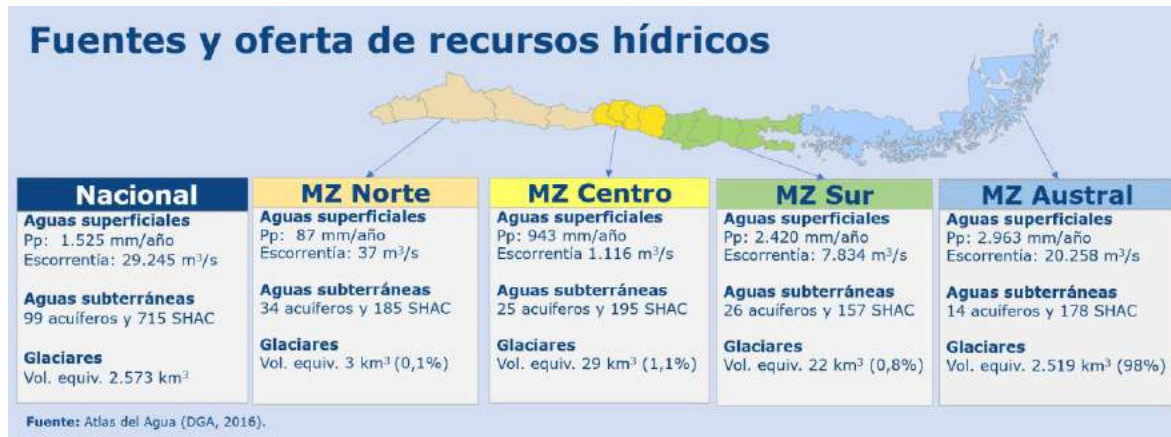 Fuentes y oferta de recursos hídricos
Nacional
Aguas superficiales
Pp: 1.525 mm/año
Escorrentía: 29.245 m³/s
Aguas subterráneas
99 acuíferos y 715 SHAC
Glaciares
Vol. equiv. 2.573 km³
MZ Norte
Aguas superficiales
Pp: 87 mm/año
Escorrentía: 37 m³/s
Aguas subterráneas
34 acuíferos y 185 SHAC
Glaciares
Vol. equiv. 3 km³ (0,1%)
MZ Centro
Aguas superficiales
Pp: 943 mm/año
Escorrentía 1.116 m³/s
Aguas subterráneas
25 acuíferos y 195 SHAC
Glaciares
Vol. equiv. 29 km³ (1,1%)
MZ Sur
Aguas superficiales
Pp: 2.420 mm/año
Escorrentía: 7.834 m³/s
Aguas subterráneas
26 acuíferos y 157 SHAC
Glaciares
Vol. equiv. 22 km³ (0,8%)
MZ Austral
Aguas superficiales
Pp: 2.963 mm/año
Escorrentía: 20.258 m³/s
Aguas subterráneas
14 acuíferos y 178 SHAC
Glaciares
Vol. equiv. 2.519 km³ (98%)
Fuente: Atlas del Agua (DGA, 2016).